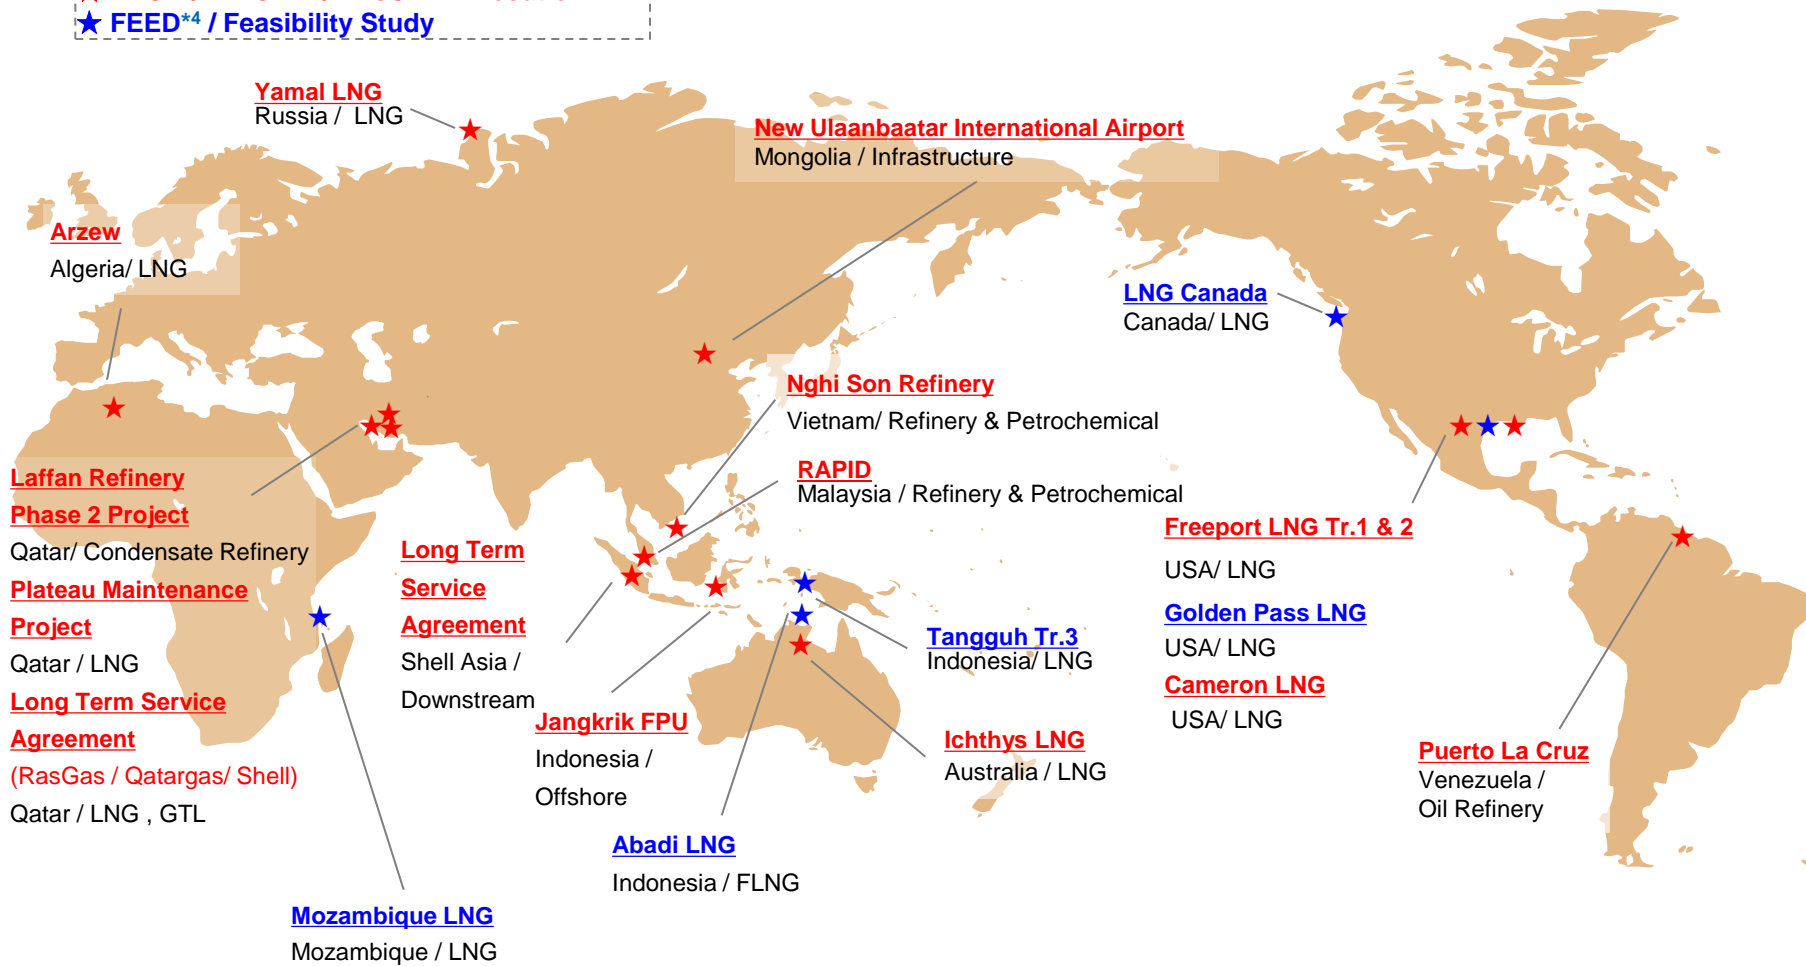 FEED*4 / Feasibility Study
Yamal LNG
Russia / LNG
New Ulaanbaatar International Airport
Mongolia / Infrastructure
Arzew
Algeria/ LNG
LNG Canada
Canada/ LNG
Nghi Son Refinery
Vietnam/ Refinery & Petrochemical
RAPID
Malaysia / Refinery & Petrochemical
Laffan Refinery
Phase 2 Project
Qatar/ Condensate Refinery
Plateau Maintenance
Project
Qatar / LNG
Long Term Service
Agreement
(RasGas / Qatargas/ Shell)
Qatar / LNG , GTL
Long Term
Service
Agreement
Shell Asia /
Downstream
Jangkrik FPU
Indonesia /
Offshore
Abadi LNG
Indonesia / FLNG
Mozambique LNG
Mozambique / LNG
Tangguh Tr.3
Indonesia/ LNG
Ichthys LNG
Australia / LNG
Freeport LNG Tr.1 & 2
USA/ LNG
Golden Pass LNG
USA/ LNG
Cameron LNG
USA/ LNG
Puerto La Cruz
Venezuela /
Oil Refinery